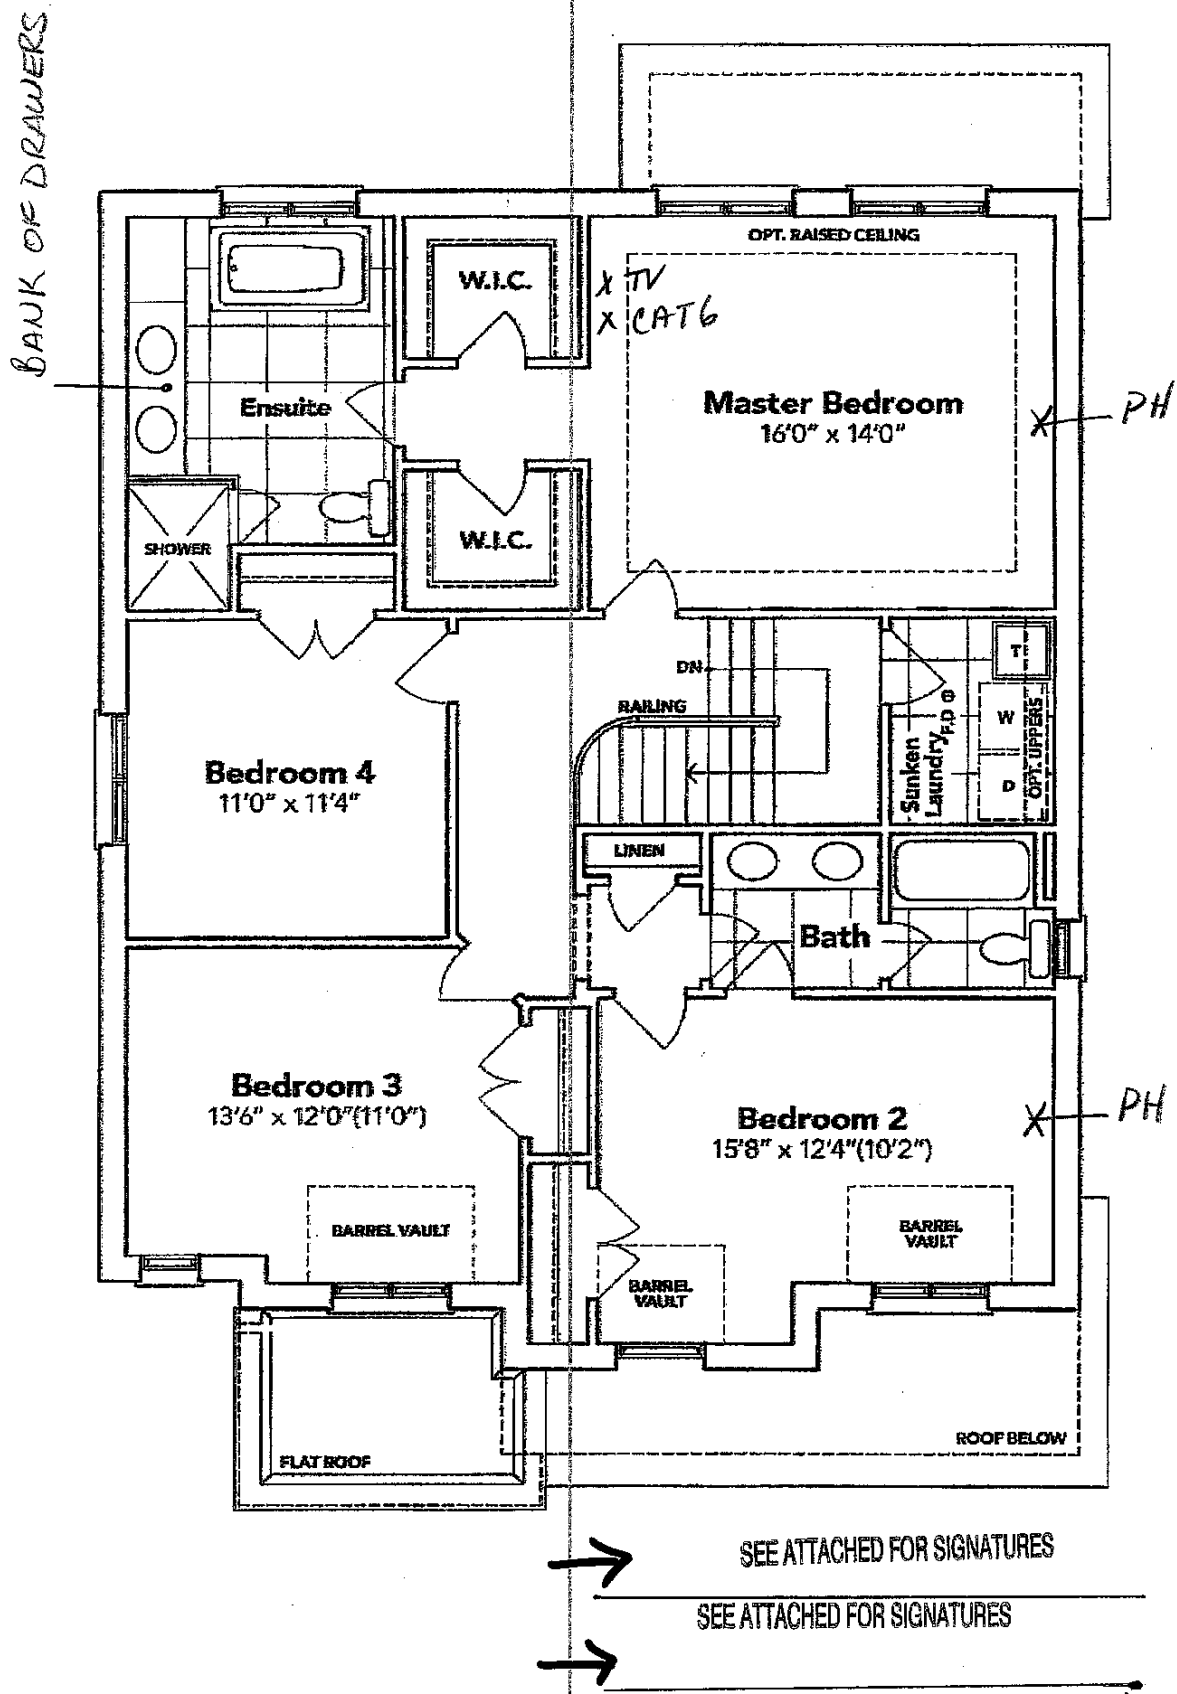 BANK OF DRAWERS
OPT. RAISED CEILING
W.I.C.
X TV
X CAT6
Ensuite
Master Bedroom
16'0" x 14'0"
X PH
W.I.C.
SHOWER
DN
RAILING
T
W
D
OPT. UPPERS
F.D
Sunken
Laundry
Bedroom 4
11'0" x 11'4"
LINEN
Bath
Bedroom 3
13'6" x 12'0"(11'0")
Bedroom 2
15'8" x 12'4"(10'2")
X PH
BARREL VAULT
BARREL
VAULT
BARREL
VAULT
FLAT ROOF
ROOF BELOW
SEE ATTACHED FOR SIGNATURES
SEE ATTACHED FOR SIGNATURES